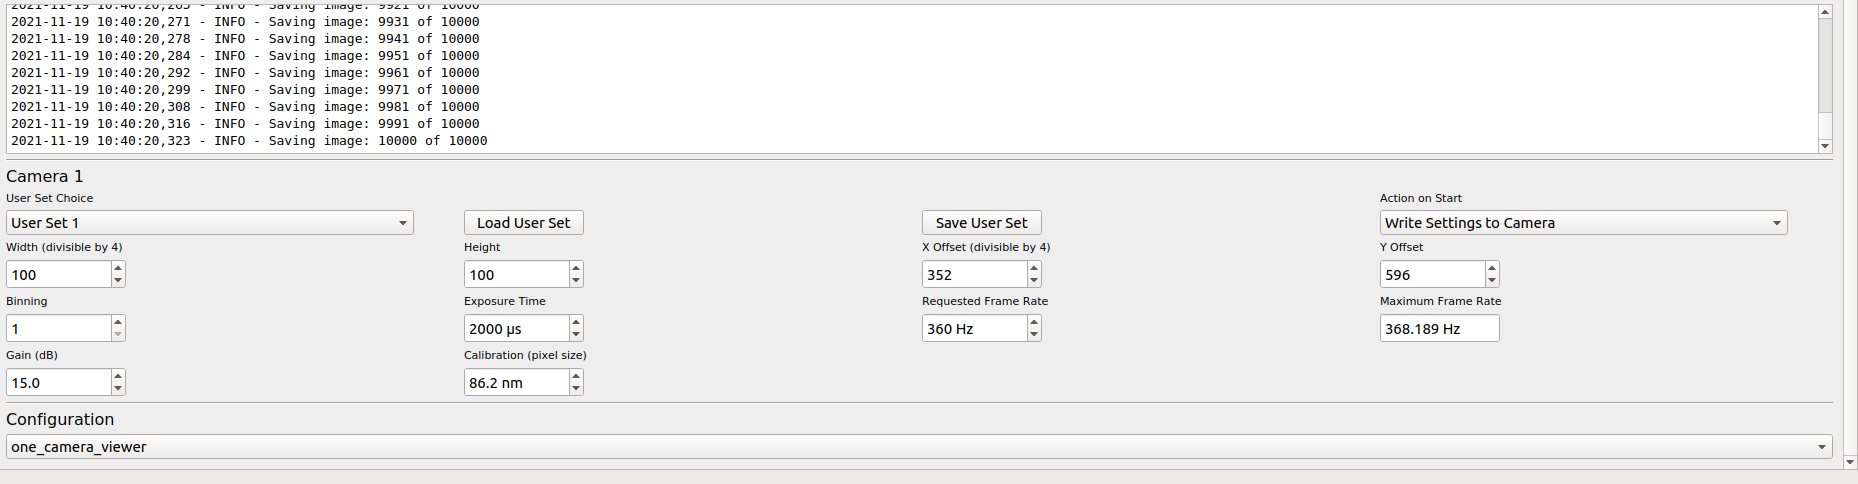 2021-11-19 10:40:20,265 - INFO - Saving image: 9921 of 10000
2021-11-19 10:40:20,271 - INFO - Saving image: 9931 of 10000
2021-11-19 10:40:20,278 - INFO - Saving image: 9941 of 10000
2021-11-19 10:40:20,284 - INFO - Saving image: 9951 of 10000
2021-11-19 10:40:20,292 - INFO - Saving image: 9961 of 10000
2021-11-19 10:40:20,299 - INFO - Saving image: 9971 of 10000
2021-11-19 10:40:20,308 - INFO - Saving image: 9981 of 10000
2021-11-19 10:40:20,316 - INFO - Saving image: 9991 of 10000
2021-11-19 10:40:20,323 - INFO - Saving image: 10000 of 10000
Camera 1
User Set Choice Action on Start
User Set 1 Load User Set Save User Set Write Settings to Camera
Width (divisible by 4) Height X Offset (divisible by 4) Y Offset
100 100 352 596
Binning Exposure Time Requested Frame Rate Maximum Frame Rate
1 2000 µs 360 Hz 368.189 Hz
Gain (dB) Calibration (pixel size)
15.0 86.2 nm
Configuration
one_camera_viewer